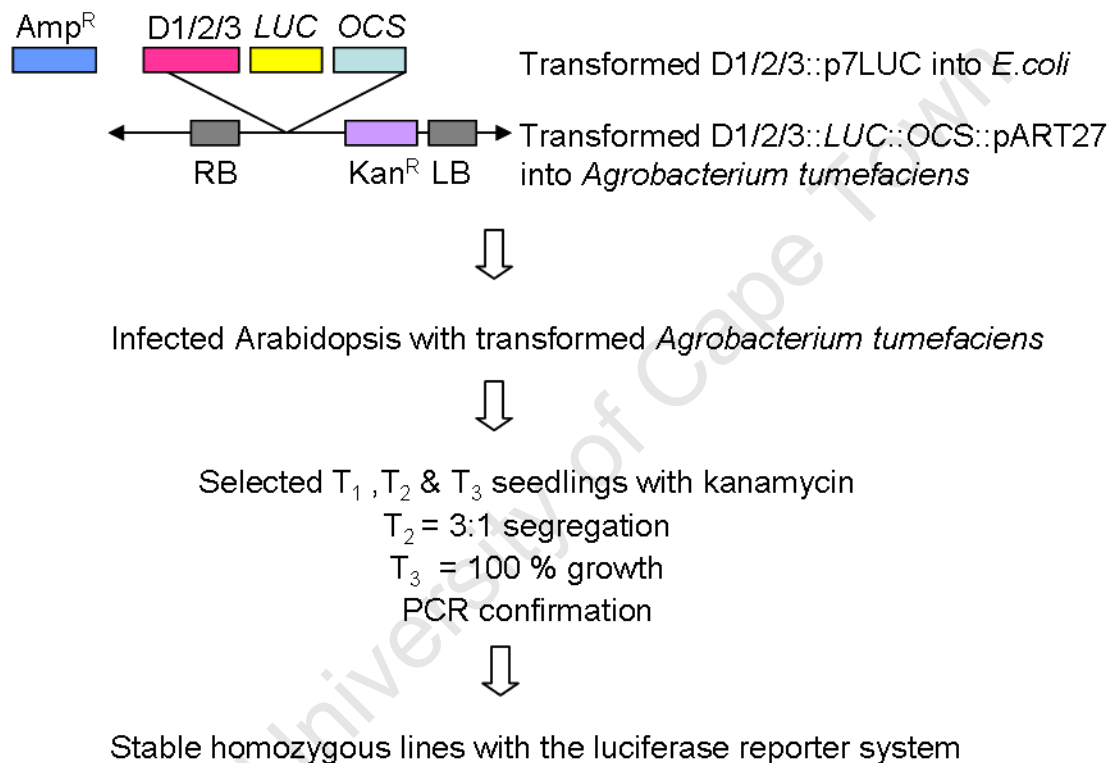 Amp^R D1/2/3 LUC OCS
Transformed D1/2/3::p7LUC into E.coli
RB Kan^R LB
Transformed D1/2/3::LUC::OCS::pART27
into Agrobacterium tumefaciens
Infected Arabidopsis with transformed Agrobacterium tumefaciens
Selected T₁ ,T₂ & T₃ seedlings with kanamycin
T₂ = 3:1 segregation
T₃ = 100 % growth
PCR confirmation
Stable homozygous lines with the luciferase reporter system
University of Cape Town